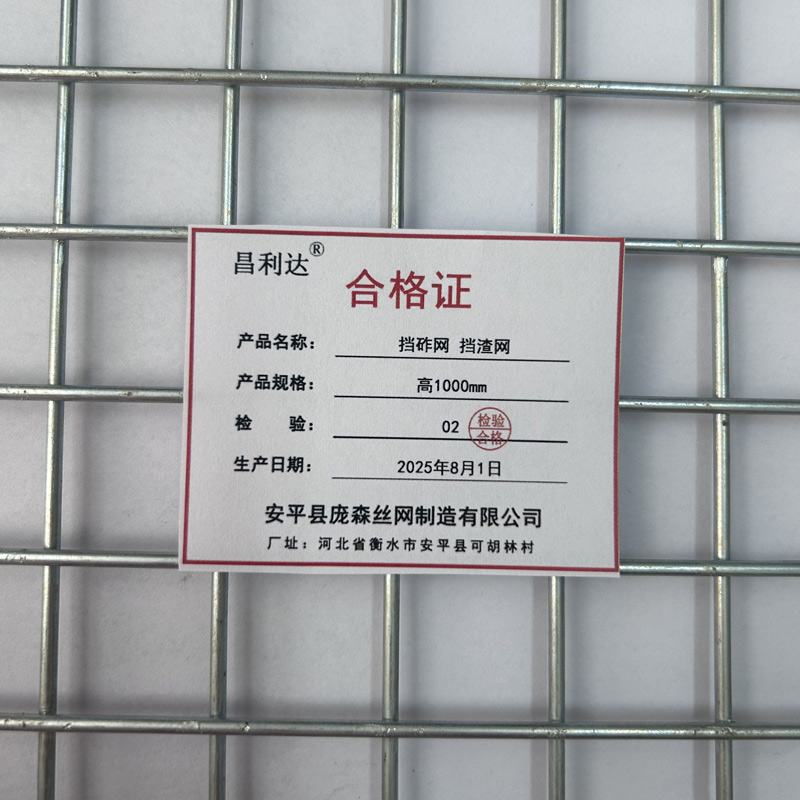 昌利达®
合格证
产品名称： 挡砟网 挡渣网
产品规格： 高1000mm
检 验： 02 检验合格
生产日期： 2025年8月1日
安平县庞森丝网制造有限公司
厂址：河北省衡水市安平县可胡林村